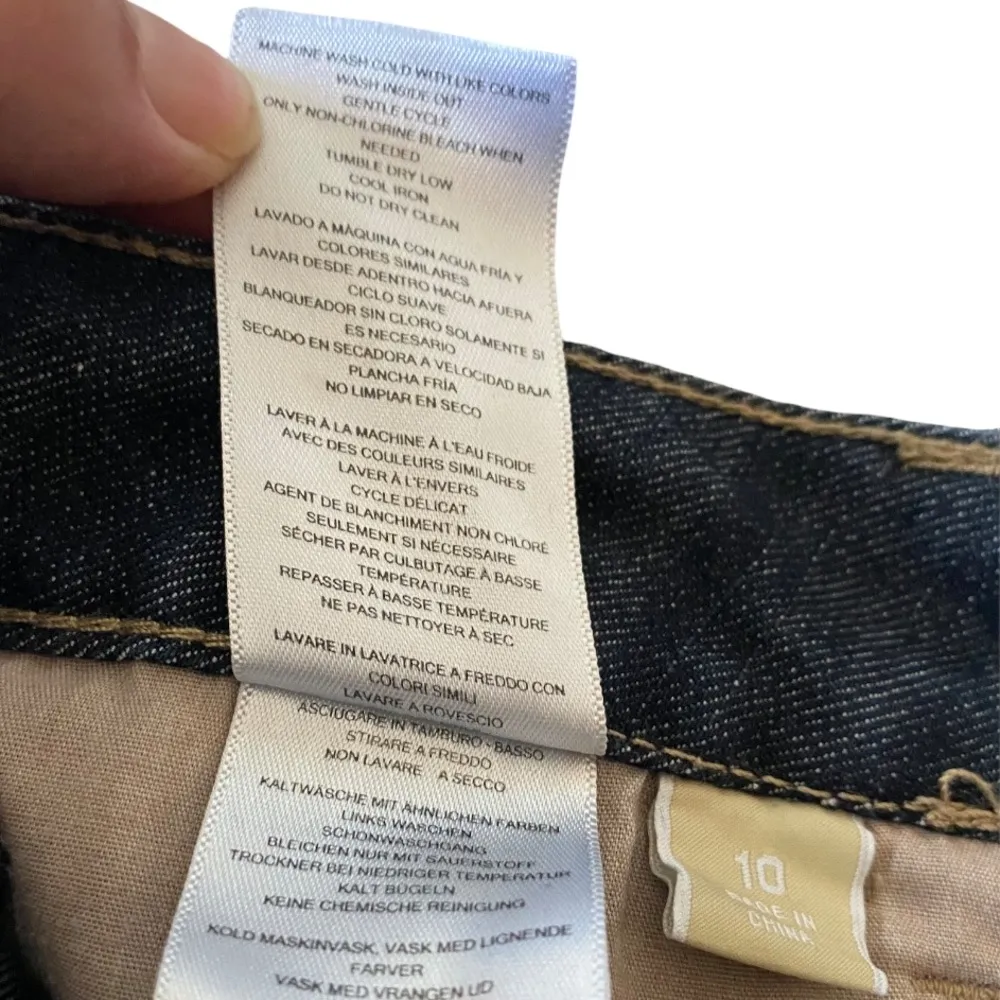 MACHINE WASH COLD WITH LIKE COLORS
WASH INSIDE OUT
GENTLE CYCLE
ONLY NON-CHLORINE BLEACH WHEN
NEEDED
TUMBLE DRY LOW
COOL IRON
DO NOT DRY CLEAN
LAVADO A MÀQUINA CON AGUA FRÍA Y
COLORES SIMILARES
LAVAR DESDE ADENTRO HACIA AFUERA
CICLO SUAVE
BLANQUEADOR SIN CLORO SOLAMENTE SI
ES NECESARIO
SECADO EN SECADORA A VELOCIDAD BAJA
PLANCHA FRÍA
NO LIMPIAR EN SECO
LAVER À LA MACHINE À L'EAU FROIDE
AVEC DES COULEURS SIMILAIRES
LAVER À L'ENVERS
CYCLE DÉLICAT
AGENT DE BLANCHIMENT NON CHLORÉ
SEULEMENT SI NÉCESSAIRE
SÉCHER PAR CULBUTAGE À BASSE
TEMPÉRATURE
REPASSER À BASSE TEMPÉRATURE
NE PAS NETTOYER À SEC
LAVARE IN LAVATRICE A FREDDO CON
COLORI SIMILI
LAVARE A ROVESCIO
ASCIUGARE IN TAMBURO - BASSO
STIRARE A FREDDO
NON LAVARE A SECCO
KALTWÄSCHE MIT ÄHNLICHEN FARBEN
LINKS WASCHEN
SCHONWASCHGANG
BLEICHEN NUR MIT SAUERSTOFF
TROCKNER BEI NIEDRIGER TEMPERATUR
KALT BÜGELN
KEINE CHEMISCHE REINIGUNG
KOLD MASKINVASK, VASK MED LIGNENDE
FARVER
VASK MED VRANGEN UD
10
MADE IN
CHINA